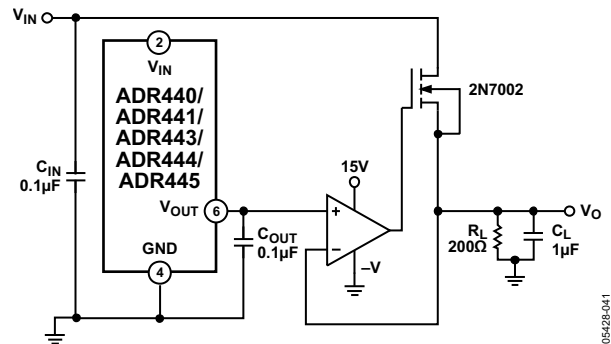 VIN
2
VIN
ADR440/
ADR441/
ADR443/
ADR444/
ADR445
2N7002
CIN
0.1µF
15V
VOUT
6
+
COUT
0.1µF
–
–V
GND
4
VO
RL
200Ω
CL
1µF
05428-041